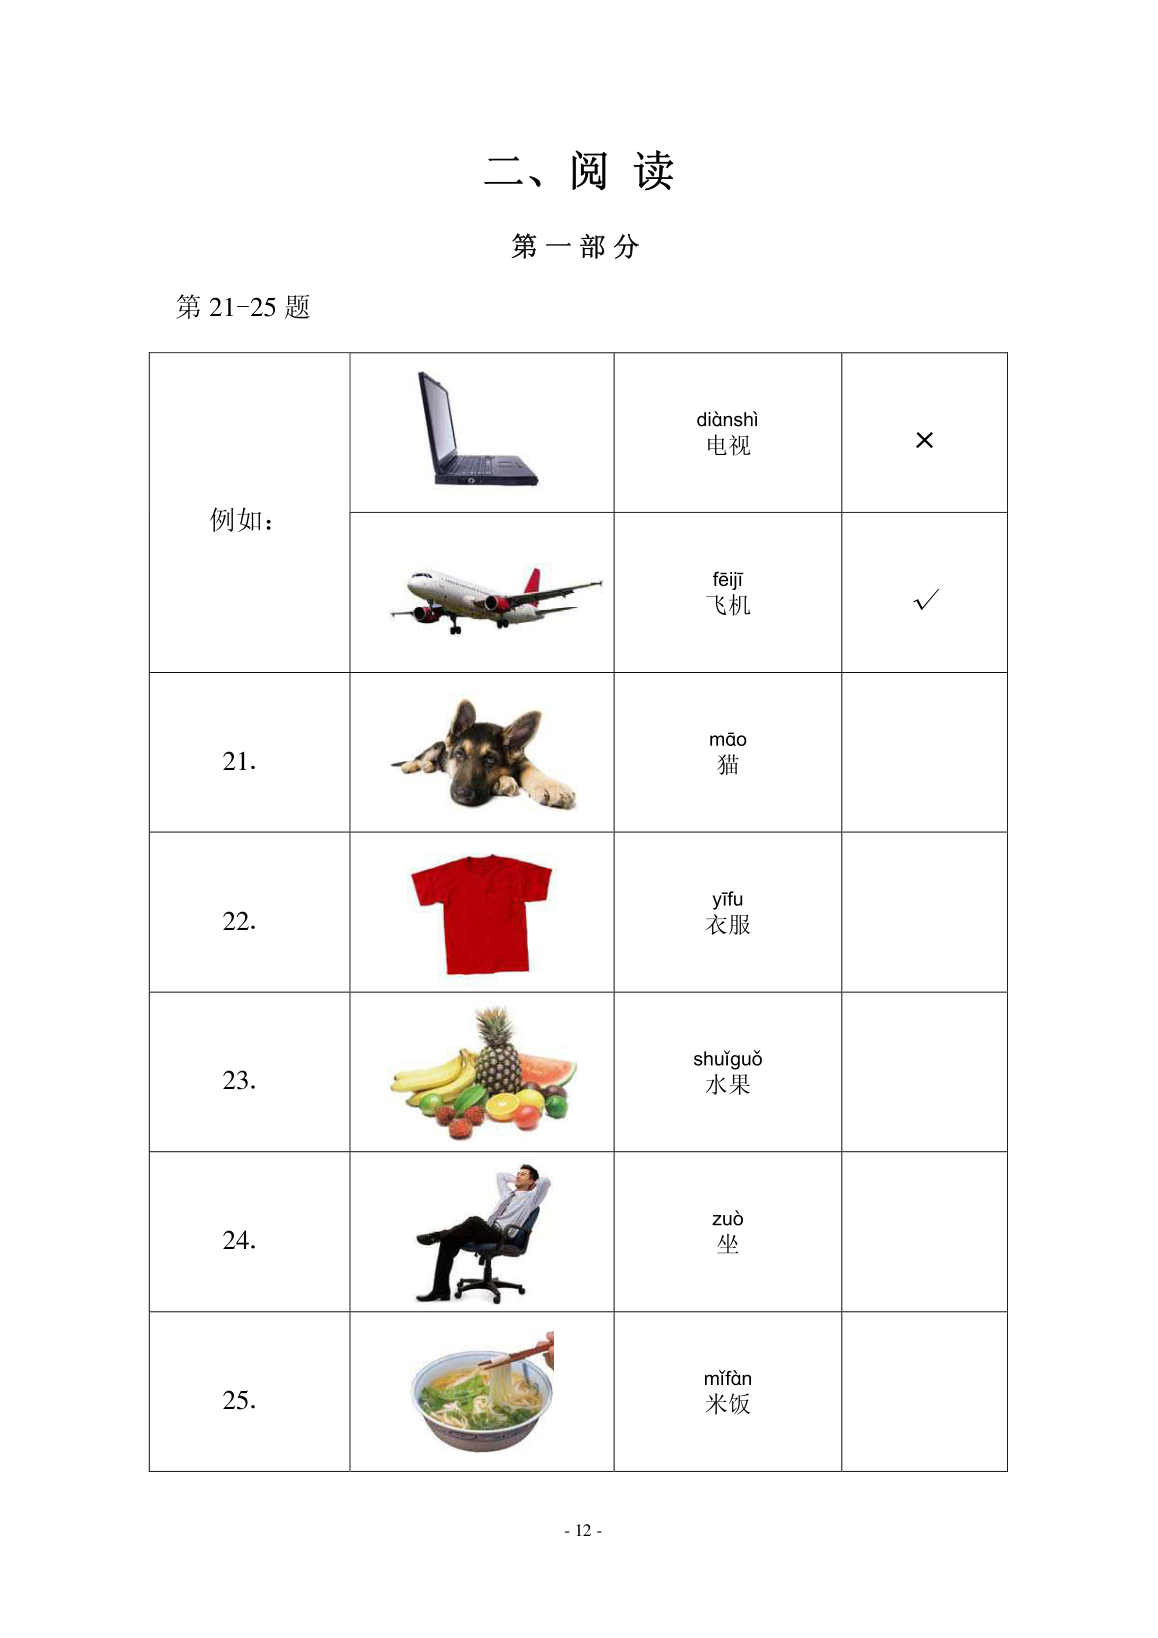 二、阅 读
第 一 部 分
第 21-25 题
例如：
diànshì
电视
×
fēijī
飞机
√
21.
māo
猫
22.
yīfu
衣服
23.
shuǐguǒ
水果
24.
zuò
坐
25.
mǐfàn
米饭
- 12 -